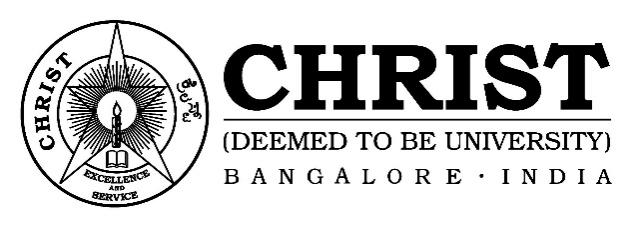 CHRIST
ಕ್ರೈಸ್ಟ್
EXCELLENCE
AND
SERVICE
CHRIST
(DEEMED TO BE UNIVERSITY)
BANGALORE · INDIA